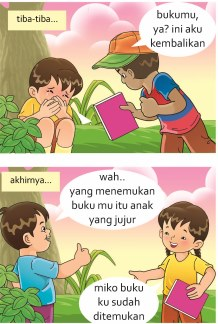 tiba-tiba...
bukumu,
ya? ini aku
kembalikan
akhirnya...
wah..
yang menemukan
buku mu itu anak
yang jujur
miko buku
ku sudah
ditemukan